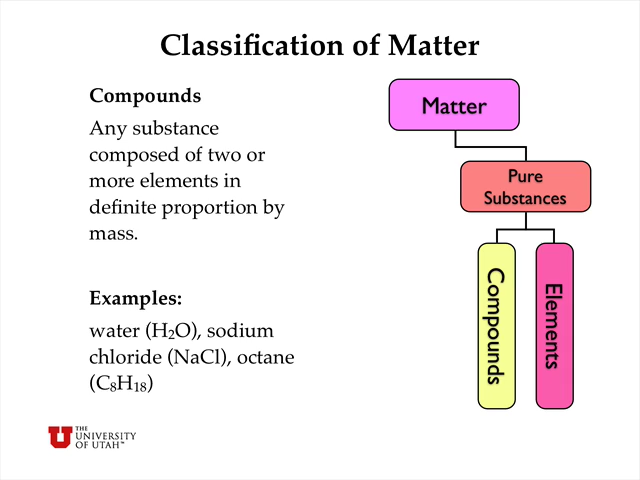 Classification of Matter
Compounds
Any substance
composed of two or
more elements in
definite proportion by
mass.
Examples:
water (H₂O), sodium
chloride (NaCl), octane
(C₈H₁₈)
Matter
Pure
Substances
Compounds
Elements
THE
UNIVERSITY
OF UTAH™